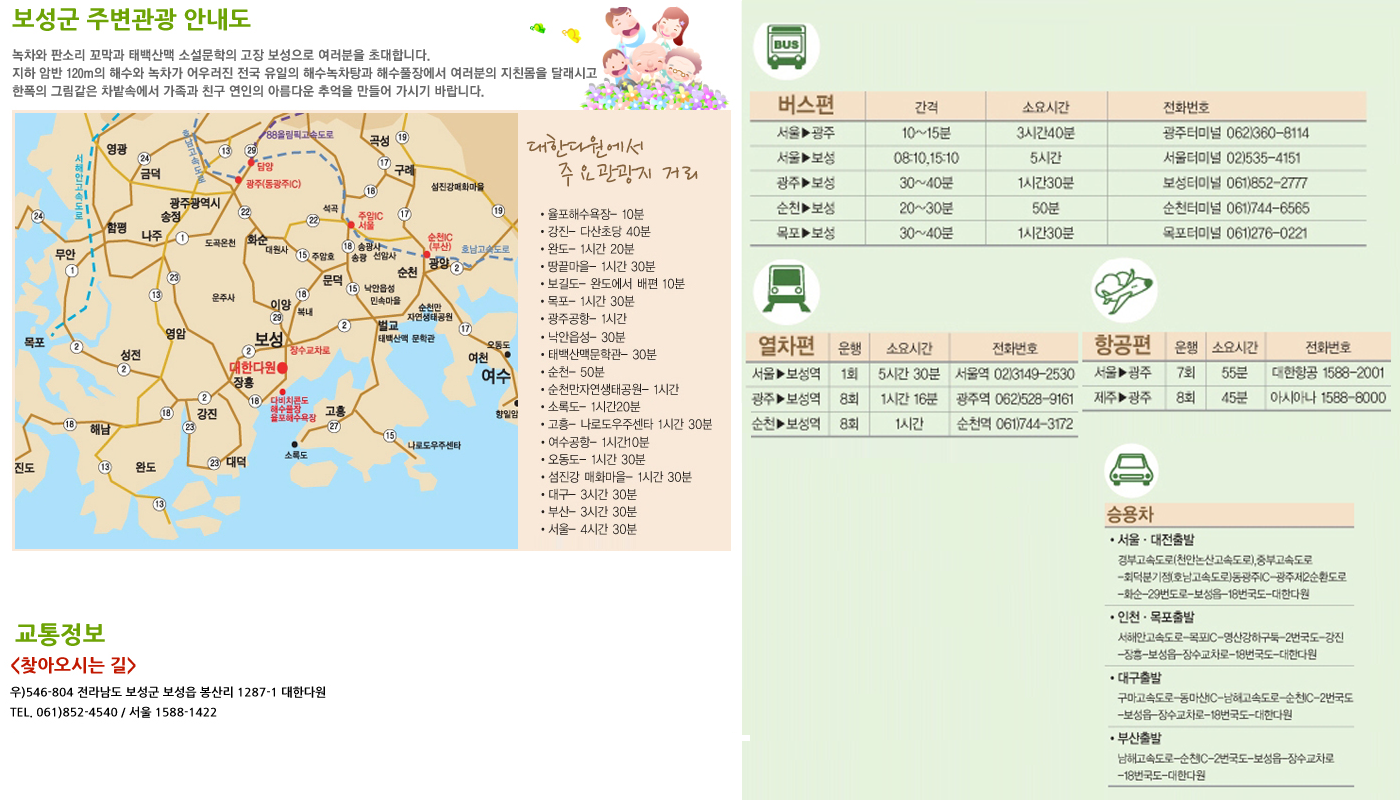 보성군 주변관광 안내도
녹차와 판소리 꼬막과 태백산맥 소설문학의 고장 보성으로 여러분을 초대합니다.
지하 암반 120m의 해수와 녹차가 어우러진 전국 유일의 해수녹차탕과 해수풀장에서 여러분의 지친몸을 달래시고
한폭의 그림같은 차밭속에서 가족과 친구 연인의 아름다운 추억을 만들어 가시기 바랍니다.
영광
24
금덕
서해안고속도로
13
29
88올림픽고속도로
담양
광주(동광주IC)
곡성
19
17
구례
18
섬진강매화마을
19
24
함평
광주광역시
송정
나주
1
22
석곡
22
주암IC
서울
17
도곡온천
화순
대원사
15
주암호
18
송광사
송광
선암사
순천IC
(부산)
호남고속도로
무안
1
23
13
운주사
문덕
18
15
낙안읍성
민속마을
순천
광양
2
이양
복내
29
2
벌교
태백산맥 문학관
순천만
자연생태공원
17
목포
2
영암
보성
2
장수교차로
오동도
여천
여수
성전
2
대한다원
장흥
18
다비치콘도
해수풀장
율포해수욕장
향일암
2
강진
18
23
고흥
27
15
나로도우주센타
소록도
18
해남
진도
13
완도
23
대덕
13
대한다원에서
주요관광지 거리
• 율포해수욕장– 10분
• 강진– 다산초당 40분
• 완도– 1시간 20분
• 땅끝마을– 1시간 30분
• 보길도– 완도에서 배편 10분
• 목포– 1시간 30분
• 광주공항– 1시간
• 낙안읍성– 30분
• 태백산맥문학관– 30분
• 순천– 50분
• 순천만자연생태공원– 1시간
• 소록도– 1시간20분
• 고흥– 나로도우주센타 1시간 30분
• 여수공항– 1시간10분
• 오동도– 1시간 30분
• 섬진강 매화마을– 1시간 30분
• 대구– 3시간 30분
• 부산– 3시간 30분
• 서울– 4시간 30분
교통정보
<찾아오시는 길>
우)546-804 전라남도 보성군 보성읍 봉산리 1287-1 대한다원
TEL. 061)852-4540 / 서울 1588-1422
BUS
버스편 간격 소요시간 전화번호
서울▶광주 10~15분 3시간40분 광주터미널 062)360-8114
서울▶보성 08:10,15:10 5시간 서울터미널 02)535-4151
광주▶보성 30~40분 1시간30분 보성터미널 061)852-2777
순천▶보성 20~30분 50분 순천터미널 061)744-6565
목포▶보성 30~40분 1시간30분 목포터미널 061)276-0221
열차편 운행 소요시간 전화번호
서울▶보성역 1회 5시간 30분 서울역 02)3149-2530
광주▶보성역 8회 1시간 16분 광주역 062)528-9161
순천▶보성역 8회 1시간 순천역 061)744-3172
항공편 운행 소요시간 전화번호
서울▶광주 7회 55분 대한항공 1588-2001
제주▶광주 8회 45분 아시아나 1588-8000
승용차
• 서울 · 대전출발
경부고속도로(천안논산고속도로),중부고속도로
–회덕분기점(호남고속도로)동광주IC–광주제2순환도로
–화순–29번도로–보성읍–18번국도–대한다원
• 인천 · 목포출발
서해안고속도로–목포IC–영산강하구둑–2번국도–강진
–장흥–보성읍–장수교차로–18번국도–대한다원
• 대구출발
구마고속도로–동마산IC–남해고속도로–순천IC–2번국도
–보성읍–장수교차로–18번국도–대한다원
• 부산출발
남해고속도로–순천IC–2번국도–보성읍–장수교차로
–18번국도–대한다원